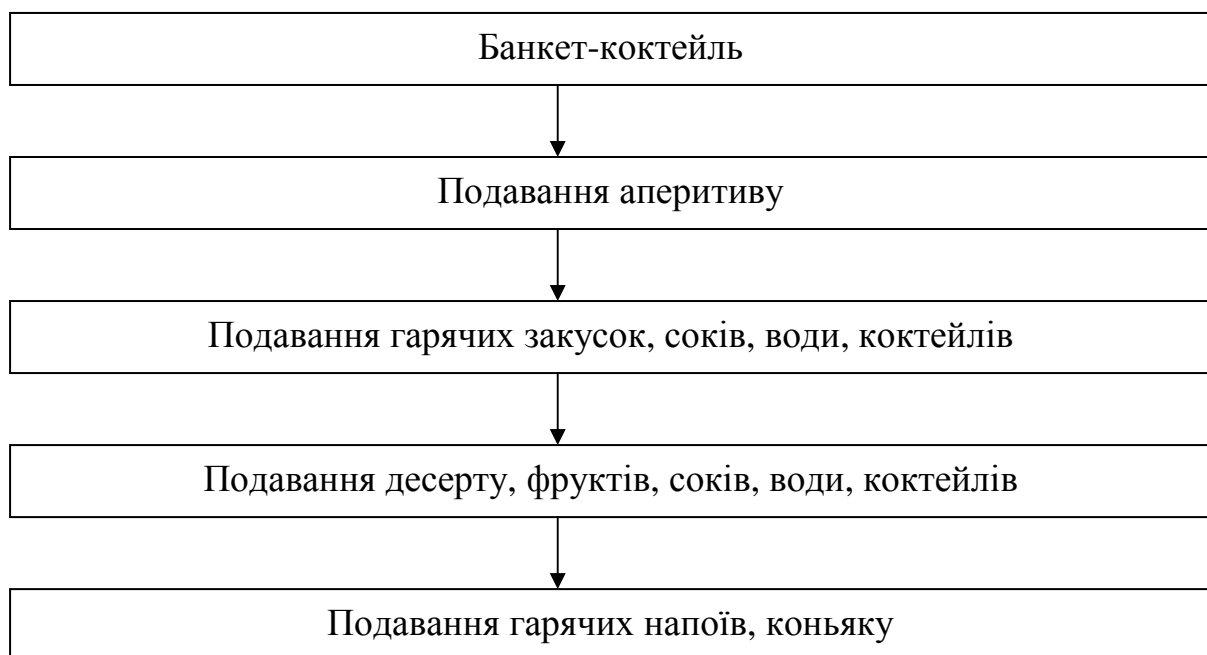 Банкет-коктейль
Подавання аперитиву
Подавання гарячих закусок, соків, води, коктейлів
Подавання десерту, фруктів, соків, води, коктейлів
Подавання гарячих напоїв, коньяку